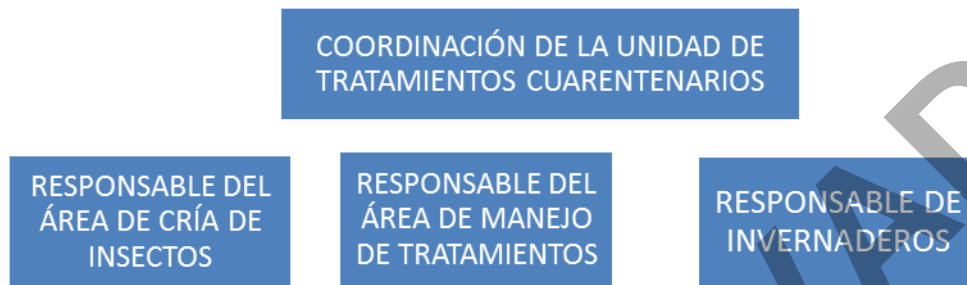 COORDINACIÓN DE LA UNIDAD DE
TRATAMIENTOS CUARENTENARIOS
RESPONSABLE DEL
ÁREA DE CRÍA DE
INSECTOS
RESPONSABLE DEL
ÁREA DE MANEJO
DE TRATAMIENTOS
RESPONSABLE DE
INVERNADEROS